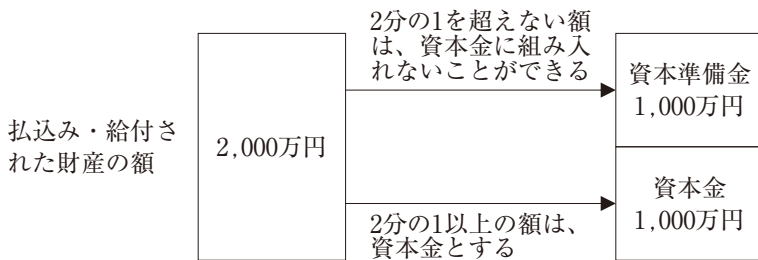 2分の1を超えない額
は、資本金に組み入
れないことができる
払込み・給付さ
れた財産の額
2,000万円
資本準備金
1,000万円
資本金
1,000万円
2分の1以上の額は、
資本金とする